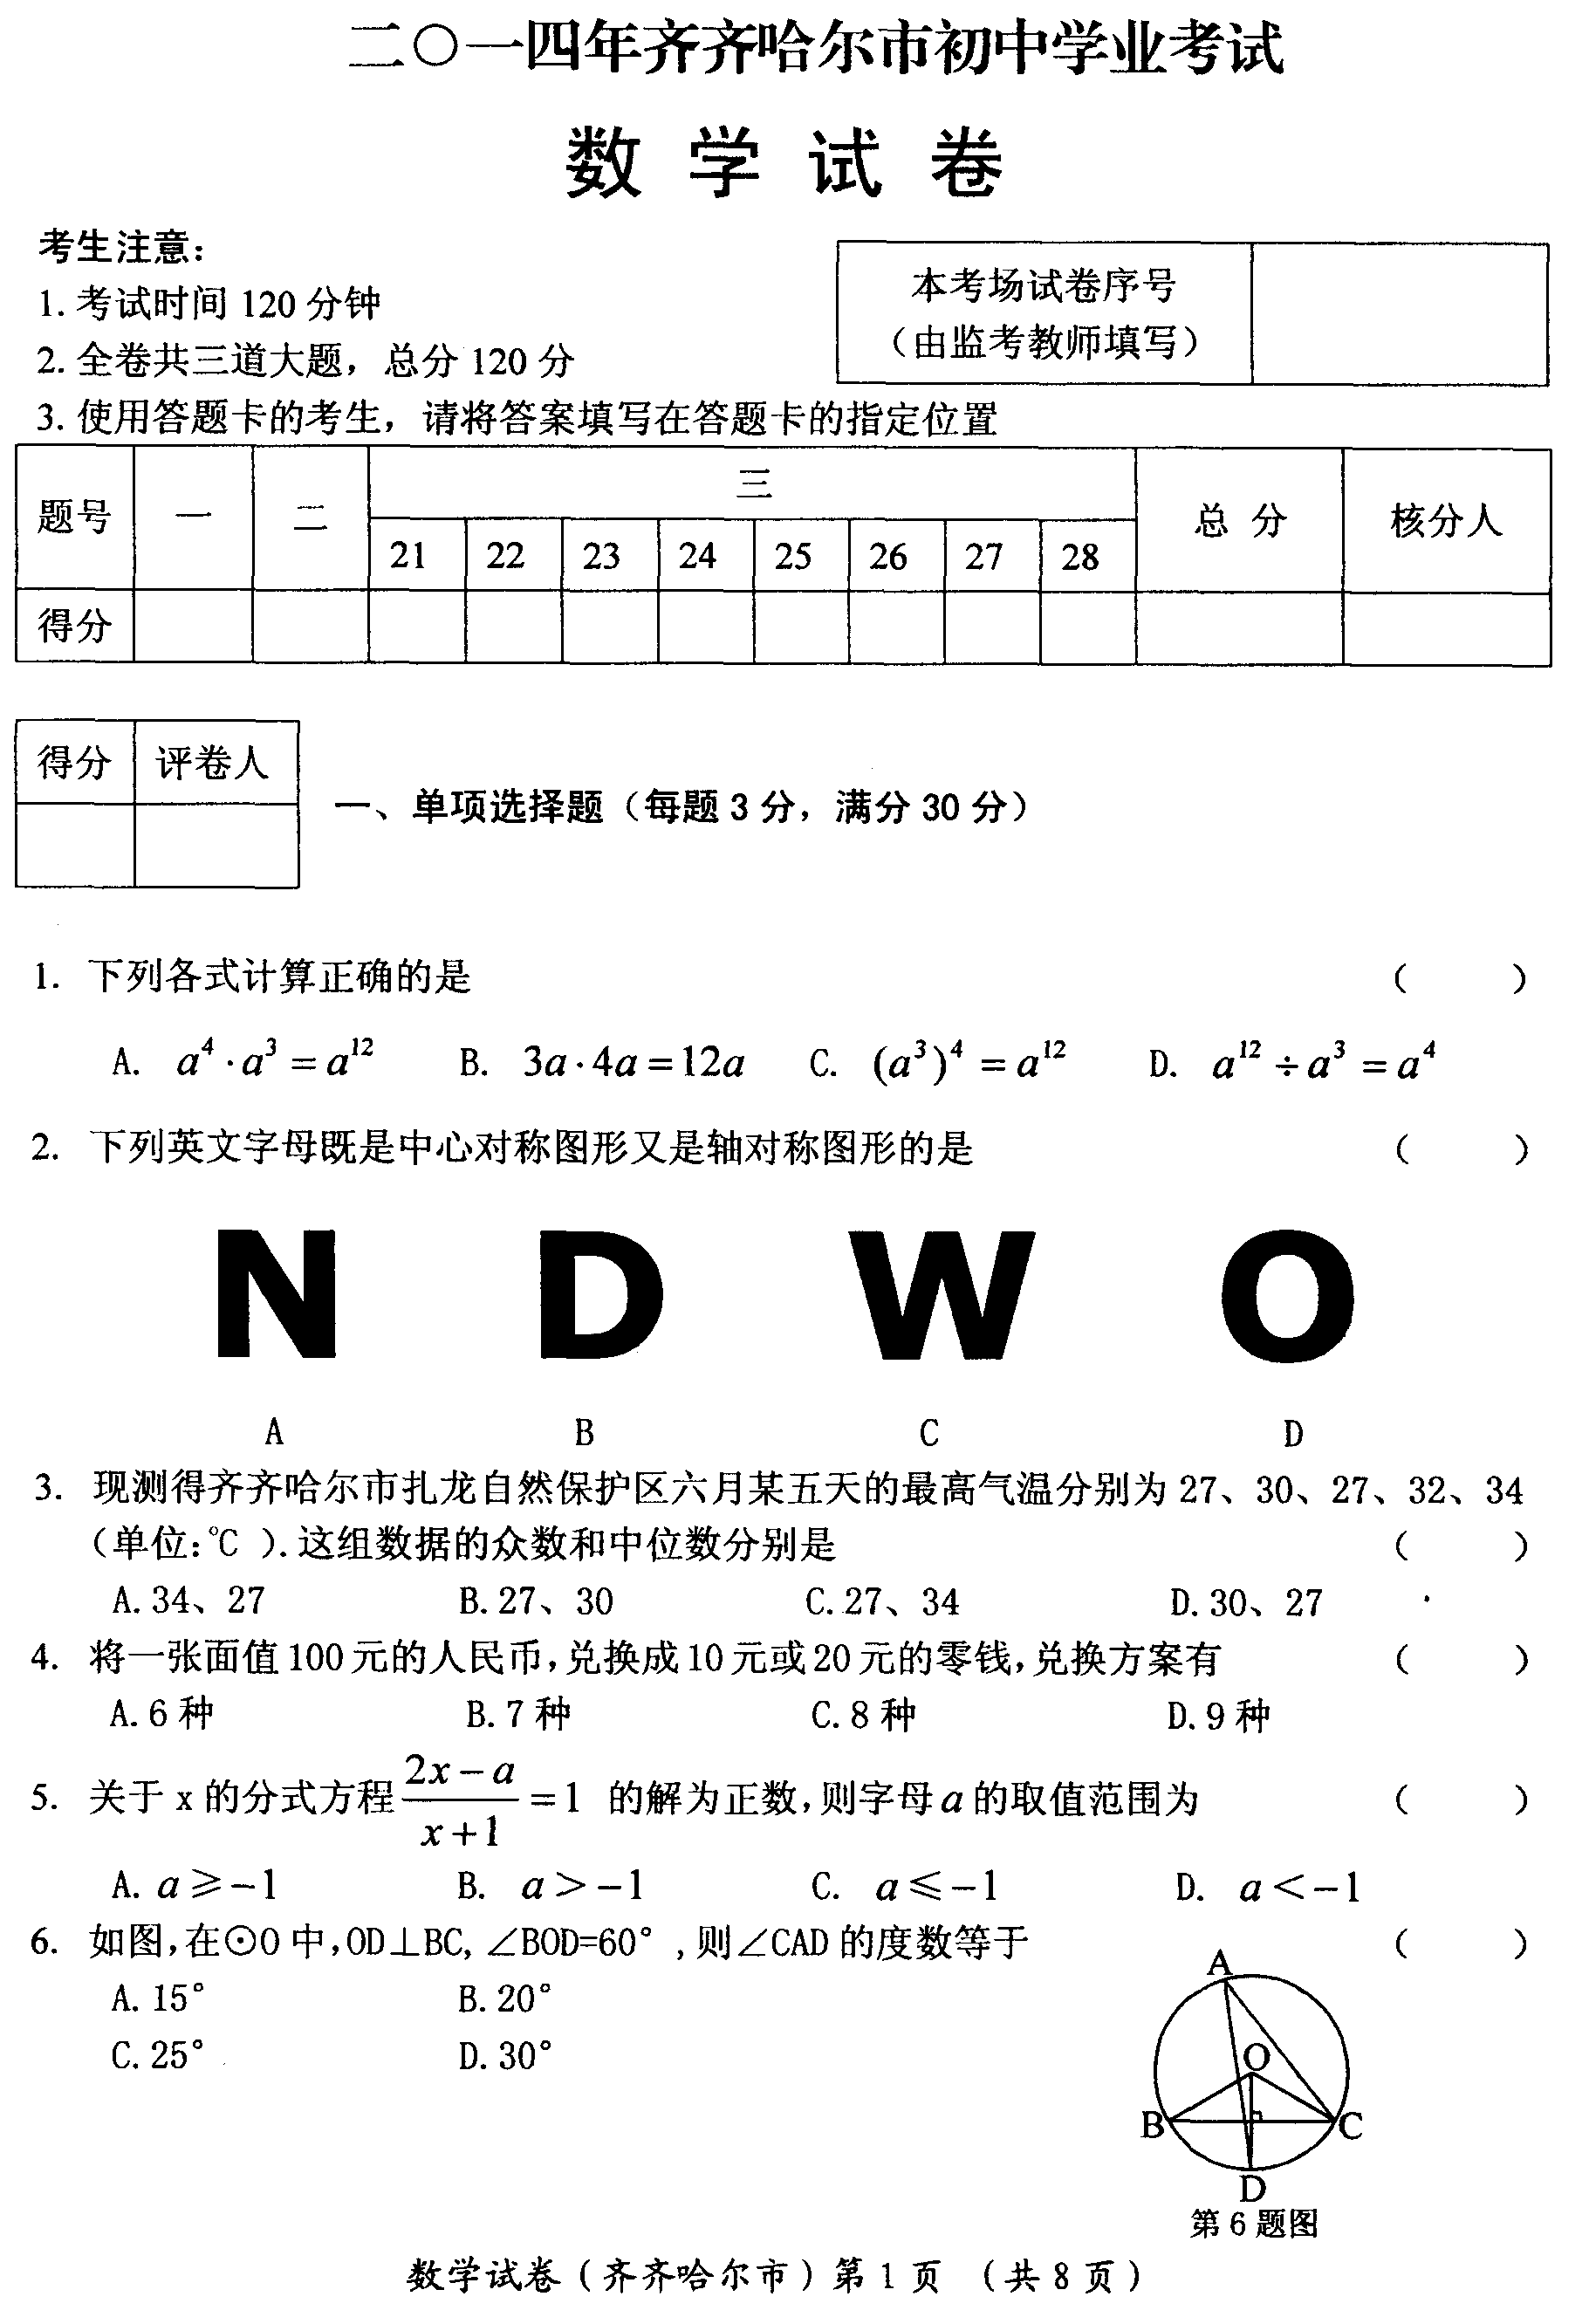 二〇一四年齐齐哈尔市初中学业考试
数 学 试 卷
考生注意：
1. 考试时间 120 分钟
2. 全卷共三道大题，总分 120 分
3. 使用答题卡的考生，请将答案填写在答题卡的指定位置
本考场试卷序号
（由监考教师填写）
题号 一 二 三 总 分 核分人
21 22 23 24 25 26 27 28
得分
得分 评卷人
一、单项选择题（每题 3 分，满分 30 分）
1. 下列各式计算正确的是 （ ）
A. a⁴·a³=a¹² B. 3a·4a=12a C. (a³)⁴=a¹² D. a¹²÷a³=a⁴
2. 下列英文字母既是中心对称图形又是轴对称图形的是 （ ）
N D W O
A B C D
3. 现测得齐齐哈尔市扎龙自然保护区六月某五天的最高气温分别为 27、30、27、32、34
（单位：℃ ）. 这组数据的众数和中位数分别是 （ ）
A. 34、27 B. 27、30 C. 27、34 D. 30、27
4. 将一张面值 100 元的人民币，兑换成 10 元或 20 元的零钱，兑换方案有 （ ）
A. 6 种 B. 7 种 C. 8 种 D. 9 种
5. 关于 x 的分式方程 (2x−a)/(x+1) =1 的解为正数，则字母 a 的取值范围为 （ ）
A. a≥−1 B. a>−1 C. a≤−1 D. a<−1
6. 如图，在⊙O 中，OD⊥BC，∠BOD=60°，则∠CAD 的度数等于 （ ）
A. 15° B. 20°
C. 25° D. 30°
A
O
B C
D
第 6 题图
数学试卷（齐齐哈尔市）第 1 页 （共 8 页）